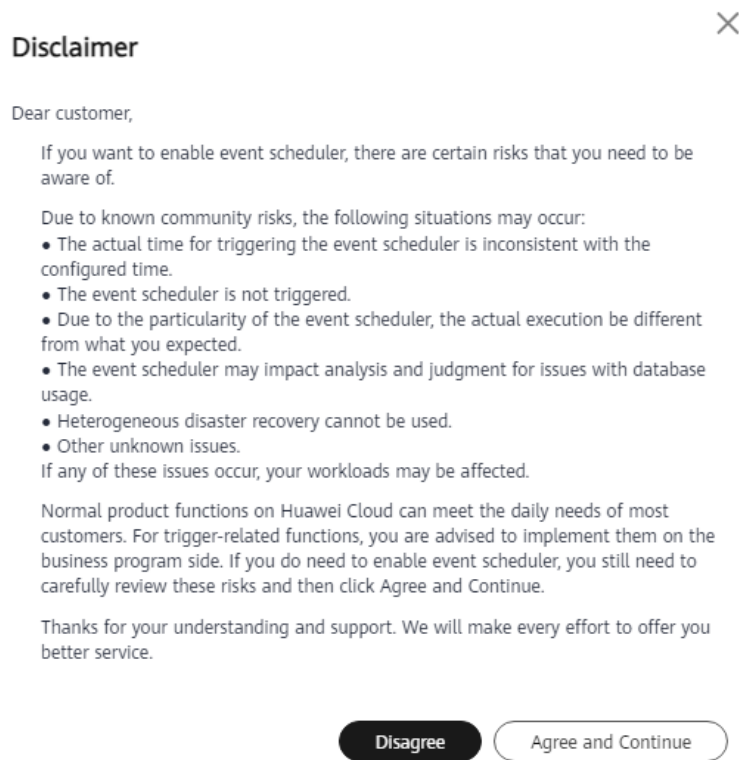 Disclaimer
Dear customer,
If you want to enable event scheduler, there are certain risks that you need to be
aware of.
Due to known community risks, the following situations may occur:
● The actual time for triggering the event scheduler is inconsistent with the
configured time.
● The event scheduler is not triggered.
● Due to the particularity of the event scheduler, the actual execution be different
from what you expected.
● The event scheduler may impact analysis and judgment for issues with database
usage.
● Heterogeneous disaster recovery cannot be used.
● Other unknown issues.
If any of these issues occur, your workloads may be affected.
Normal product functions on Huawei Cloud can meet the daily needs of most
customers. For trigger-related functions, you are advised to implement them on the
business program side. If you do need to enable event scheduler, you still need to
carefully review these risks and then click Agree and Continue.
Thanks for your understanding and support. We will make every effort to offer you
better service.
Disagree
Agree and Continue